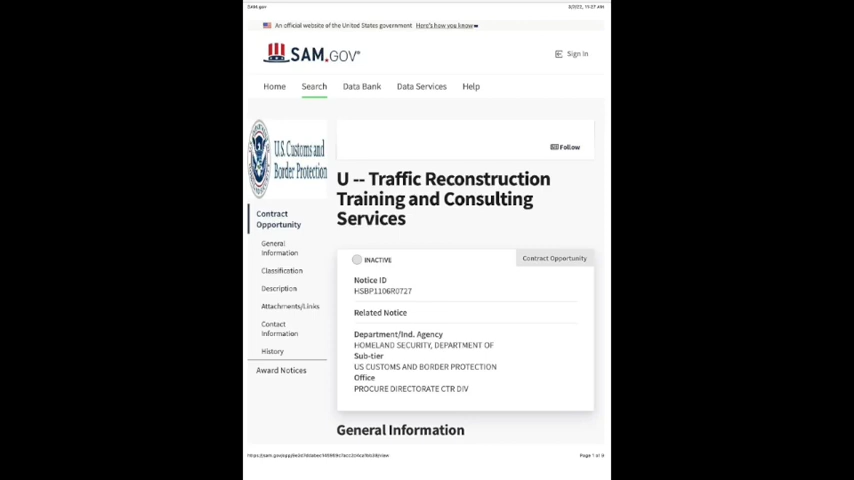 SAM.gov
An official website of the United States government Here's how you know
SAM.GOV®
Sign In
Home Search Data Bank Data Services Help
U.S. Customs and
Border Protection
Follow
U -- Traffic Reconstruction
Training and Consulting
Services
Contract
Opportunity
General
Information
Classification
Description
Attachments/Links
Contact
Information
History
Award Notices
INACTIVE
Contract Opportunity
Notice ID
HSBP1106R0727
Related Notice
Department/Ind. Agency
HOMELAND SECURITY, DEPARTMENT OF
Sub-tier
US CUSTOMS AND BORDER PROTECTION
Office
PROCURE DIRECTORATE CTR DIV
General Information
Page 1 of